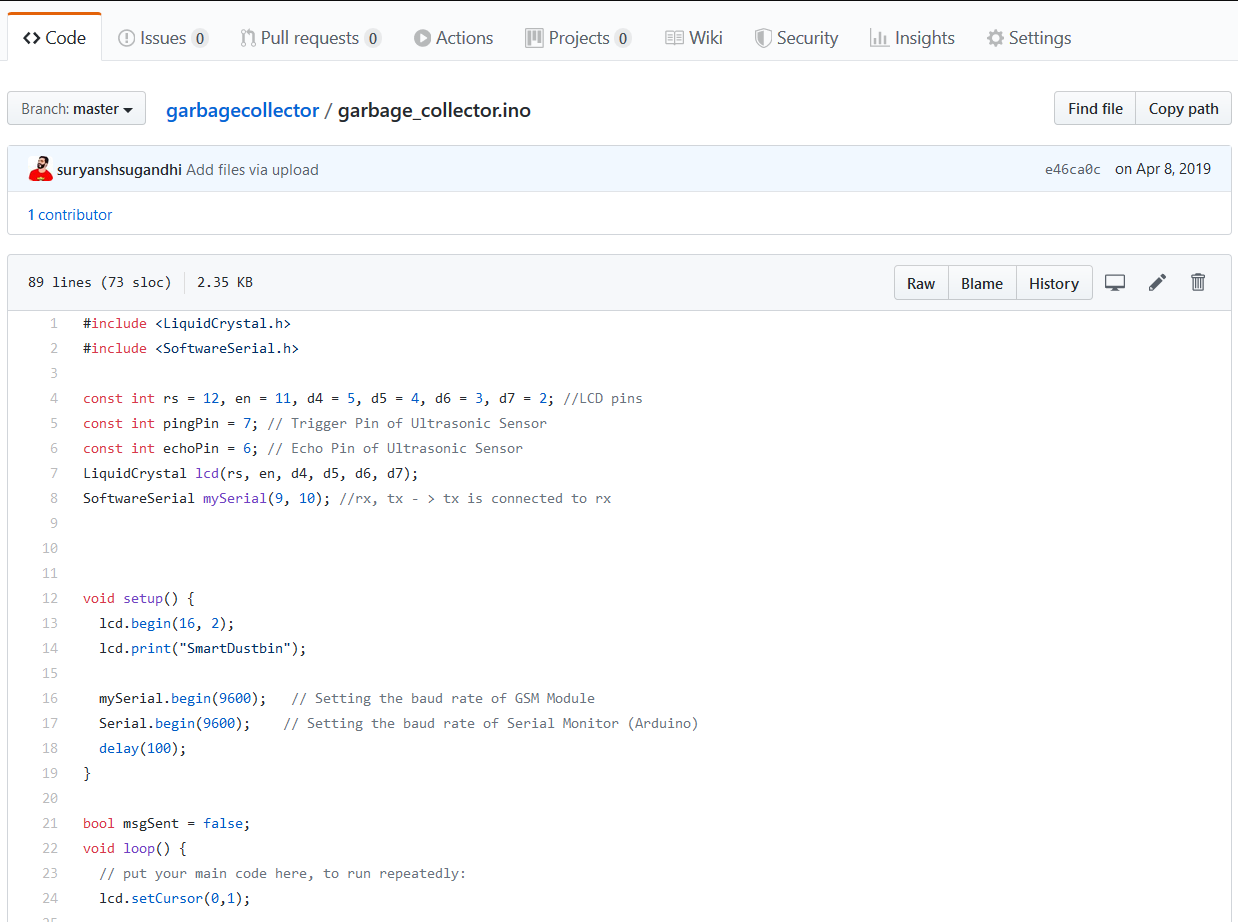 Code Issues 0 Pull requests 0 Actions Projects 0 Wiki Security Insights Settings
Branch: master garbagecollector / garbage_collector.ino Find file Copy path
suryanshsugandhi Add files via upload e46ca0c on Apr 8, 2019
1 contributor
89 lines (73 sloc) 2.35 KB Raw Blame History
1 #include <LiquidCrystal.h>
2 #include <SoftwareSerial.h>
3
4 const int rs = 12, en = 11, d4 = 5, d5 = 4, d6 = 3, d7 = 2; //LCD pins
5 const int pingPin = 7; // Trigger Pin of Ultrasonic Sensor
6 const int echoPin = 6; // Echo Pin of Ultrasonic Sensor
7 LiquidCrystal lcd(rs, en, d4, d5, d6, d7);
8 SoftwareSerial mySerial(9, 10); //rx, tx - > tx is connected to rx
9
10
11
12 void setup() {
13 lcd.begin(16, 2);
14 lcd.print("SmartDustbin");
15
16 mySerial.begin(9600); // Setting the baud rate of GSM Module
17 Serial.begin(9600); // Setting the baud rate of Serial Monitor (Arduino)
18 delay(100);
19 }
20
21 bool msgSent = false;
22 void loop() {
23 // put your main code here, to run repeatedly:
24 lcd.setCursor(0,1);